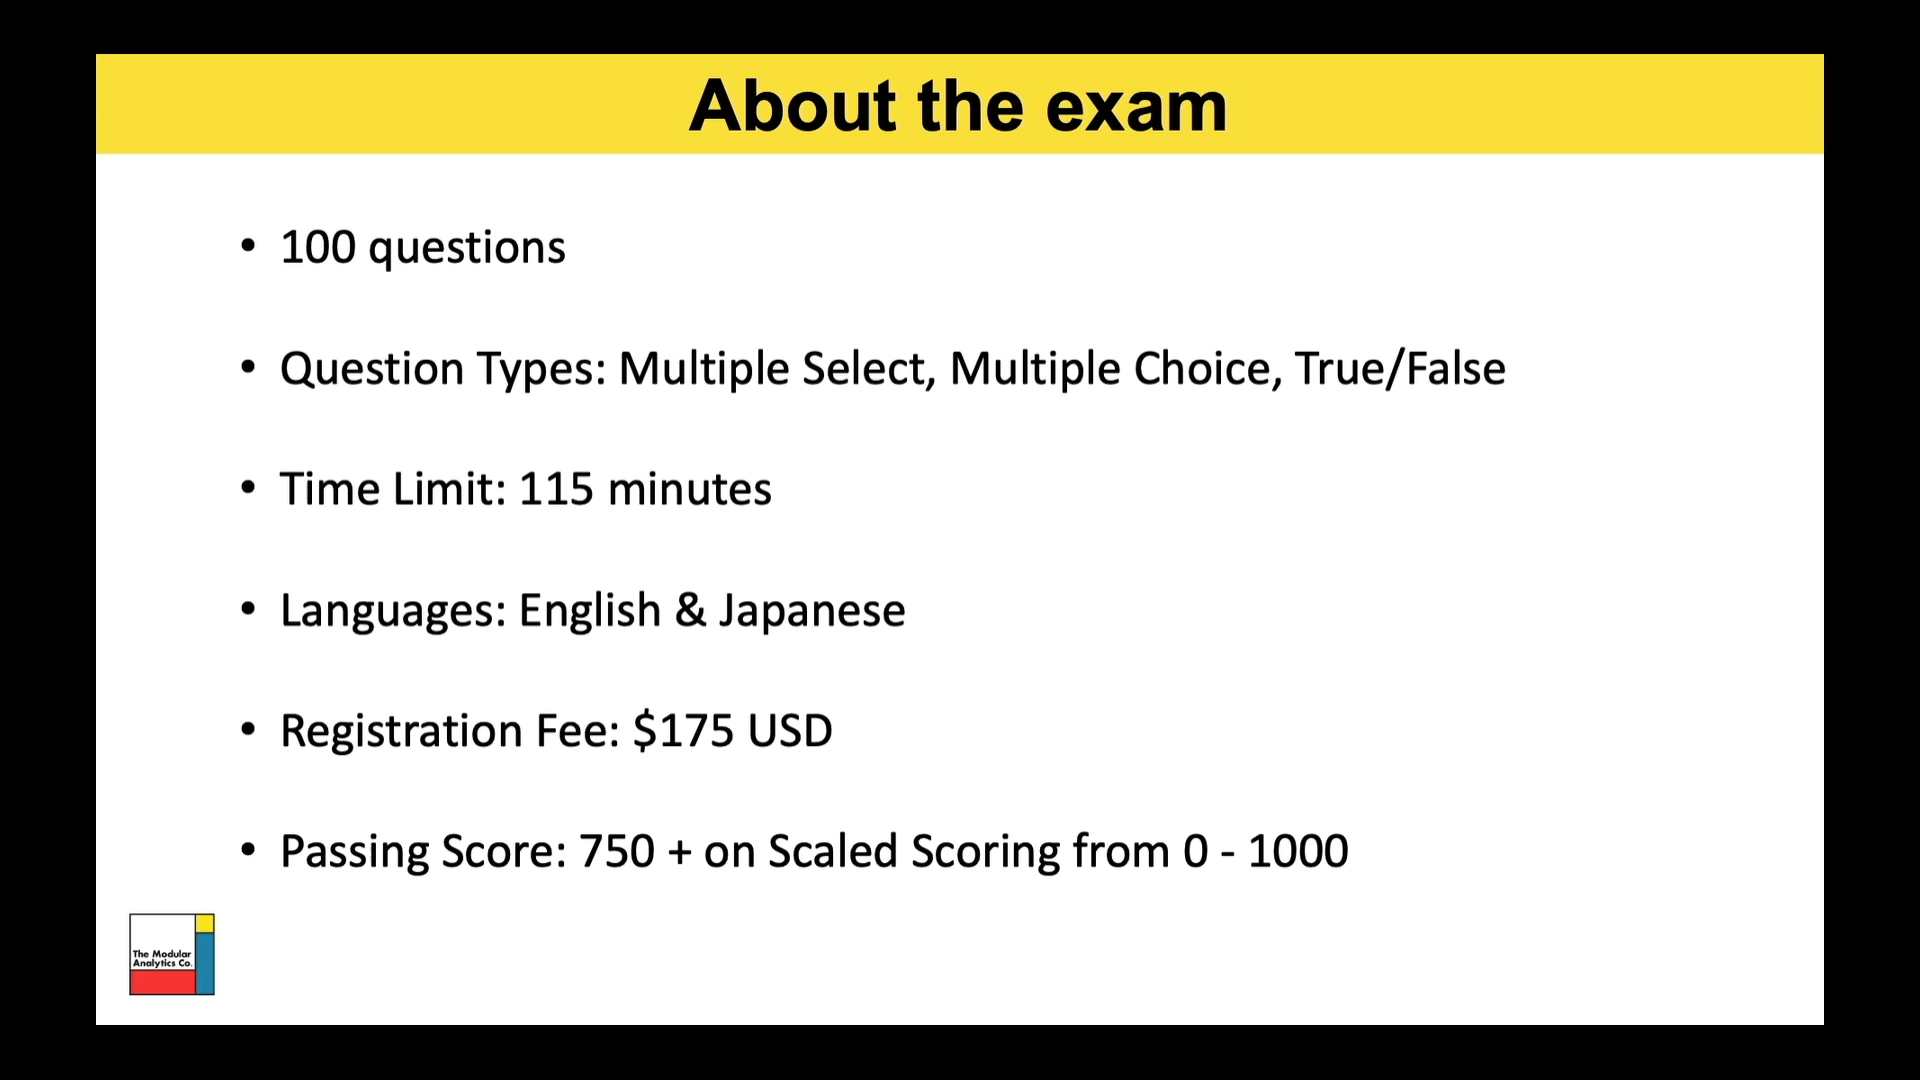 About the exam
• 100 questions
• Question Types: Multiple Select, Multiple Choice, True/False
• Time Limit: 115 minutes
• Languages: English & Japanese
• Registration Fee: $175 USD
• Passing Score: 750 + on Scaled Scoring from 0 - 1000
The Modular
Analytics Co.